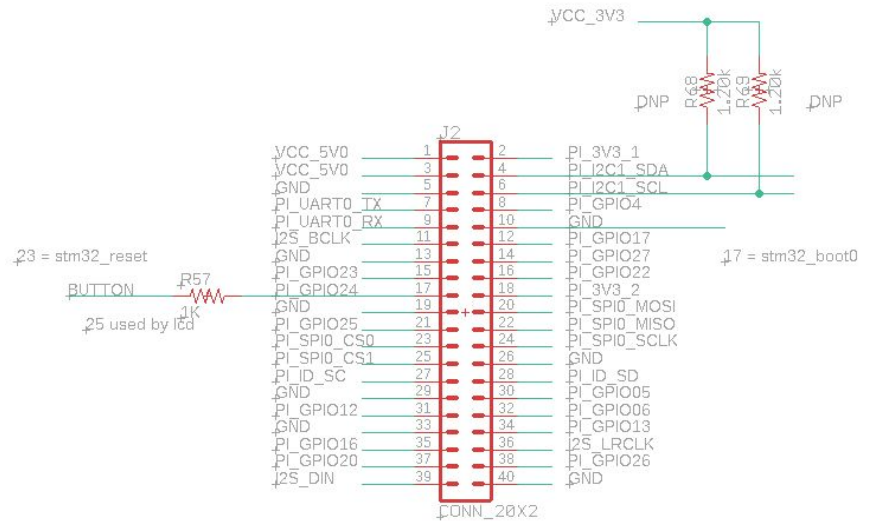 VCC_3V3
R68
1.20k
R69
1.20k
DNP
DNP
J2
VCC_5V0 1 2 PI_3V3_1
VCC_5V0 3 4 PI_I2C1_SDA
GND 5 6 PI_I2C1_SCL
PI_UART0_TX 7 8 PI_GPIO4
PI_UART0_RX 9 10 GND
I2S_BCLK 11 12 PI_GPIO17
GND 13 14 PI_GPIO27
PI_GPIO23 15 16 PI_GPIO22
PI_GPIO24 17 18 PI_3V3_2
GND 19 20 PI_SPI0_MOSI
PI_GPIO25 21 22 PI_SPI0_MISO
PI_SPI0_CS0 23 24 PI_SPI0_SCLK
PI_SPI0_CS1 25 26 GND
PI_ID_SC 27 28 PI_ID_SD
GND 29 30 PI_GPIO05
PI_GPIO12 31 32 PI_GPIO06
GND 33 34 PI_GPIO13
PI_GPIO16 35 36 I2S_LRCLK
PI_GPIO20 37 38 PI_GPIO26
I2S_DIN 39 40 GND
CONN_20X2
23 = stm32_reset
BUTTON
R57
1K
25 used by lcd
17 = stm32_boot0